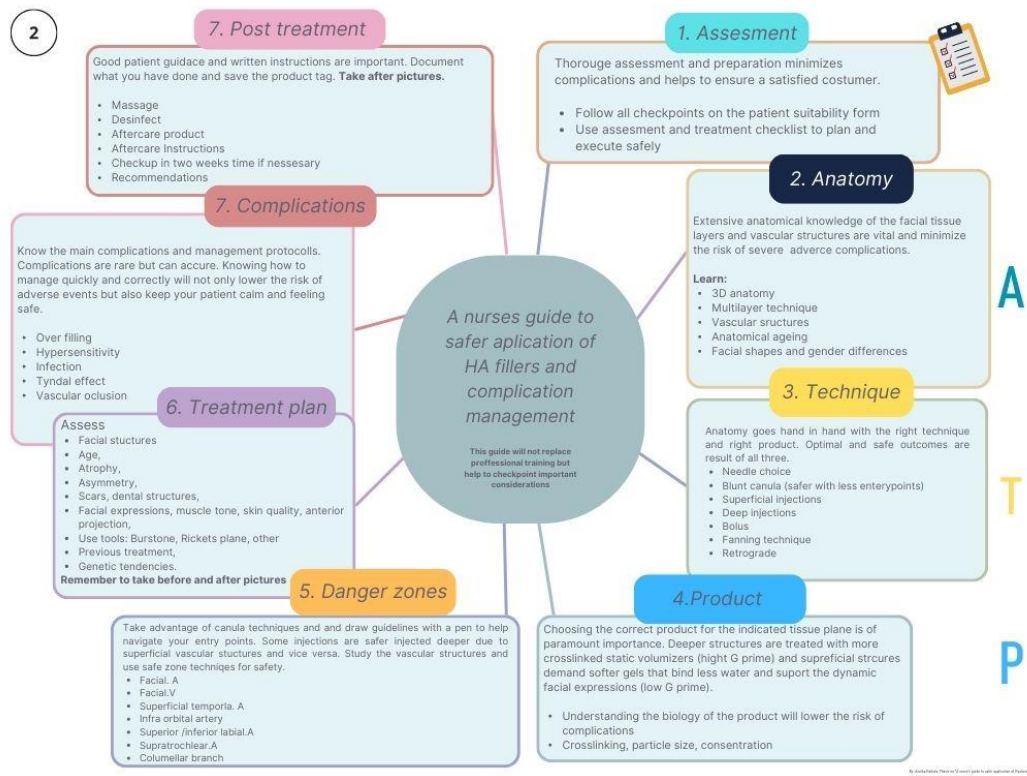 2
7. Post treatment
Good patient guidace and written instructions are important. Document
what you have done and save the product tag. Take after pictures.
• Massage
• Desinfect
• Aftercare product
• Aftercare Instructions
• Checkup in two weeks time if nessesary
• Recommendations
1. Assesment
Thorouge assessment and preparation minimizes
complications and helps to ensure a satisfied costumer.
• Follow all checkpoints on the patient suitability form
• Use assesment and treatment checklist to plan and
execute safely
7. Complications
Know the main complications and management protocolls.
Complications are rare but can accure. Knowing how to
manage quickly and correctly will not only lower the risk of
adverse events but also keep your patient calm and feeling
safe.
• Over filling
• Hypersensitivity
• Infection
• Tyndal effect
• Vascular oclusion
2. Anatomy
Extensive anatomical knowledge of the facial tissue
layers and vascular structures are vital and minimize
the risk of severe adverce complications.
Learn:
• 3D anatomy
• Multilayer technique
• Vascular sructures
• Anatomical ageing
• Facial shapes and gender differences
A
A nurses guide to
safer aplication of
HA fillers and
complication
management
This guide will not replace
proffessional training but
help to checkpoint important
considerations
6. Treatment plan
Assess
• Facial stuctures
• Age,
• Atrophy,
• Asymmetry,
• Scars, dental structures,
• Facial expressions, muscle tone, skin quality, anterior
projection,
• Use tools: Burstone, Rickets plane, other
• Previous treatment,
• Genetic tendencies.
Remember to take before and after pictures
3. Technique
Anatomy goes hand in hand with the right technique
and right product. Optimal and safe outcomes are
result of all three.
• Needle choice
• Blunt canula (safer with less enterypoints)
• Superficial injections
• Deep injections
• Bolus
• Fanning technique
• Retrograde
T
5. Danger zones
Take advantage of canula techniques and and draw guidelines with a pen to help
navigate your entry points. Some injections are safer injected deeper due to
superficial vascular stuctures and vice versa. Study the vascular structures and
use safe zone techniqes for safety.
• Facial. A
• Facial.V
• Superficial temporla. A
• Infra orbital artery
• Superior /inferior labial.A
• Supratrochlear.A
• Columellar branch
4.Product
Choosing the correct product for the indicated tissue plane is of
paramount importance. Deeper structures are treated with more
crosslinked static volumizers (hight G prime) and supreficial strcures
demand softer gels that bind less water and suport the dynamic
facial expressions (low G prime).
• Understanding the biology of the product will lower the risk of
complications
• Crosslinking, particle size, consentration
P